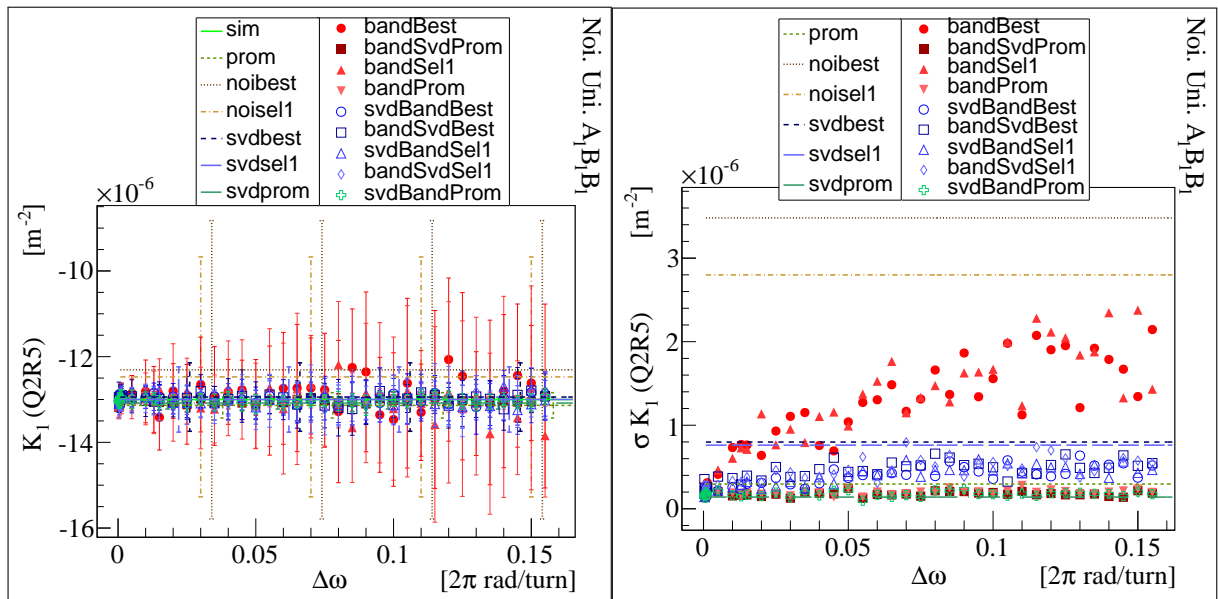 sim
prom
noibest
noisel1
svdbest
svdsel1
svdprom
bandBest
bandSvdProm
bandSel1
bandProm
svdBandBest
bandSvdBest
svdBandSel1
bandSvdSel1
svdBandProm
Noi. Uni. A₁B₁B₁
×10⁻⁶
K₁ (Q2R5) [m⁻²]
-10
-12
-14
-16
0 0.05 0.1 0.15
Δω [2π rad/turn]
prom
noibest
noisel1
svdbest
svdsel1
svdprom
bandBest
bandSvdProm
bandSel1
bandProm
svdBandBest
bandSvdBest
svdBandSel1
bandSvdSel1
svdBandProm
Noi. Uni. A₁B₁B₁
×10⁻⁶
σ K₁ (Q2R5) [m⁻²]
3
2
1
0
0 0.05 0.1 0.15
Δω [2π rad/turn]